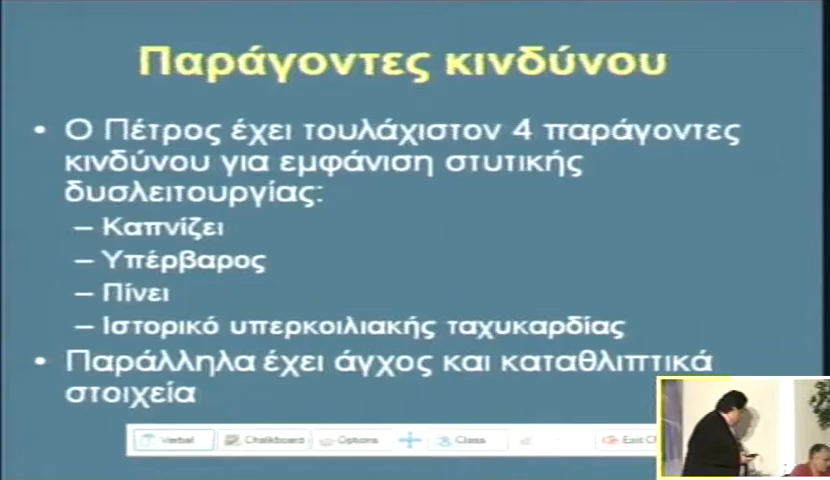 Παράγοντες κινδύνου
• Ο Πέτρος έχει τουλάχιστον 4 παράγοντες
κινδύνου για εμφάνιση στυτικής
δυσλειτουργίας:
– Καπνίζει
– Υπέρβαρος
– Πίνει
– Ιστορικό υπερκοιλιακής ταχυκαρδίας
• Παράλληλα έχει άγχος και καταθλιπτικά
στοιχεία
Verbal Chalkboard Options Class Exit